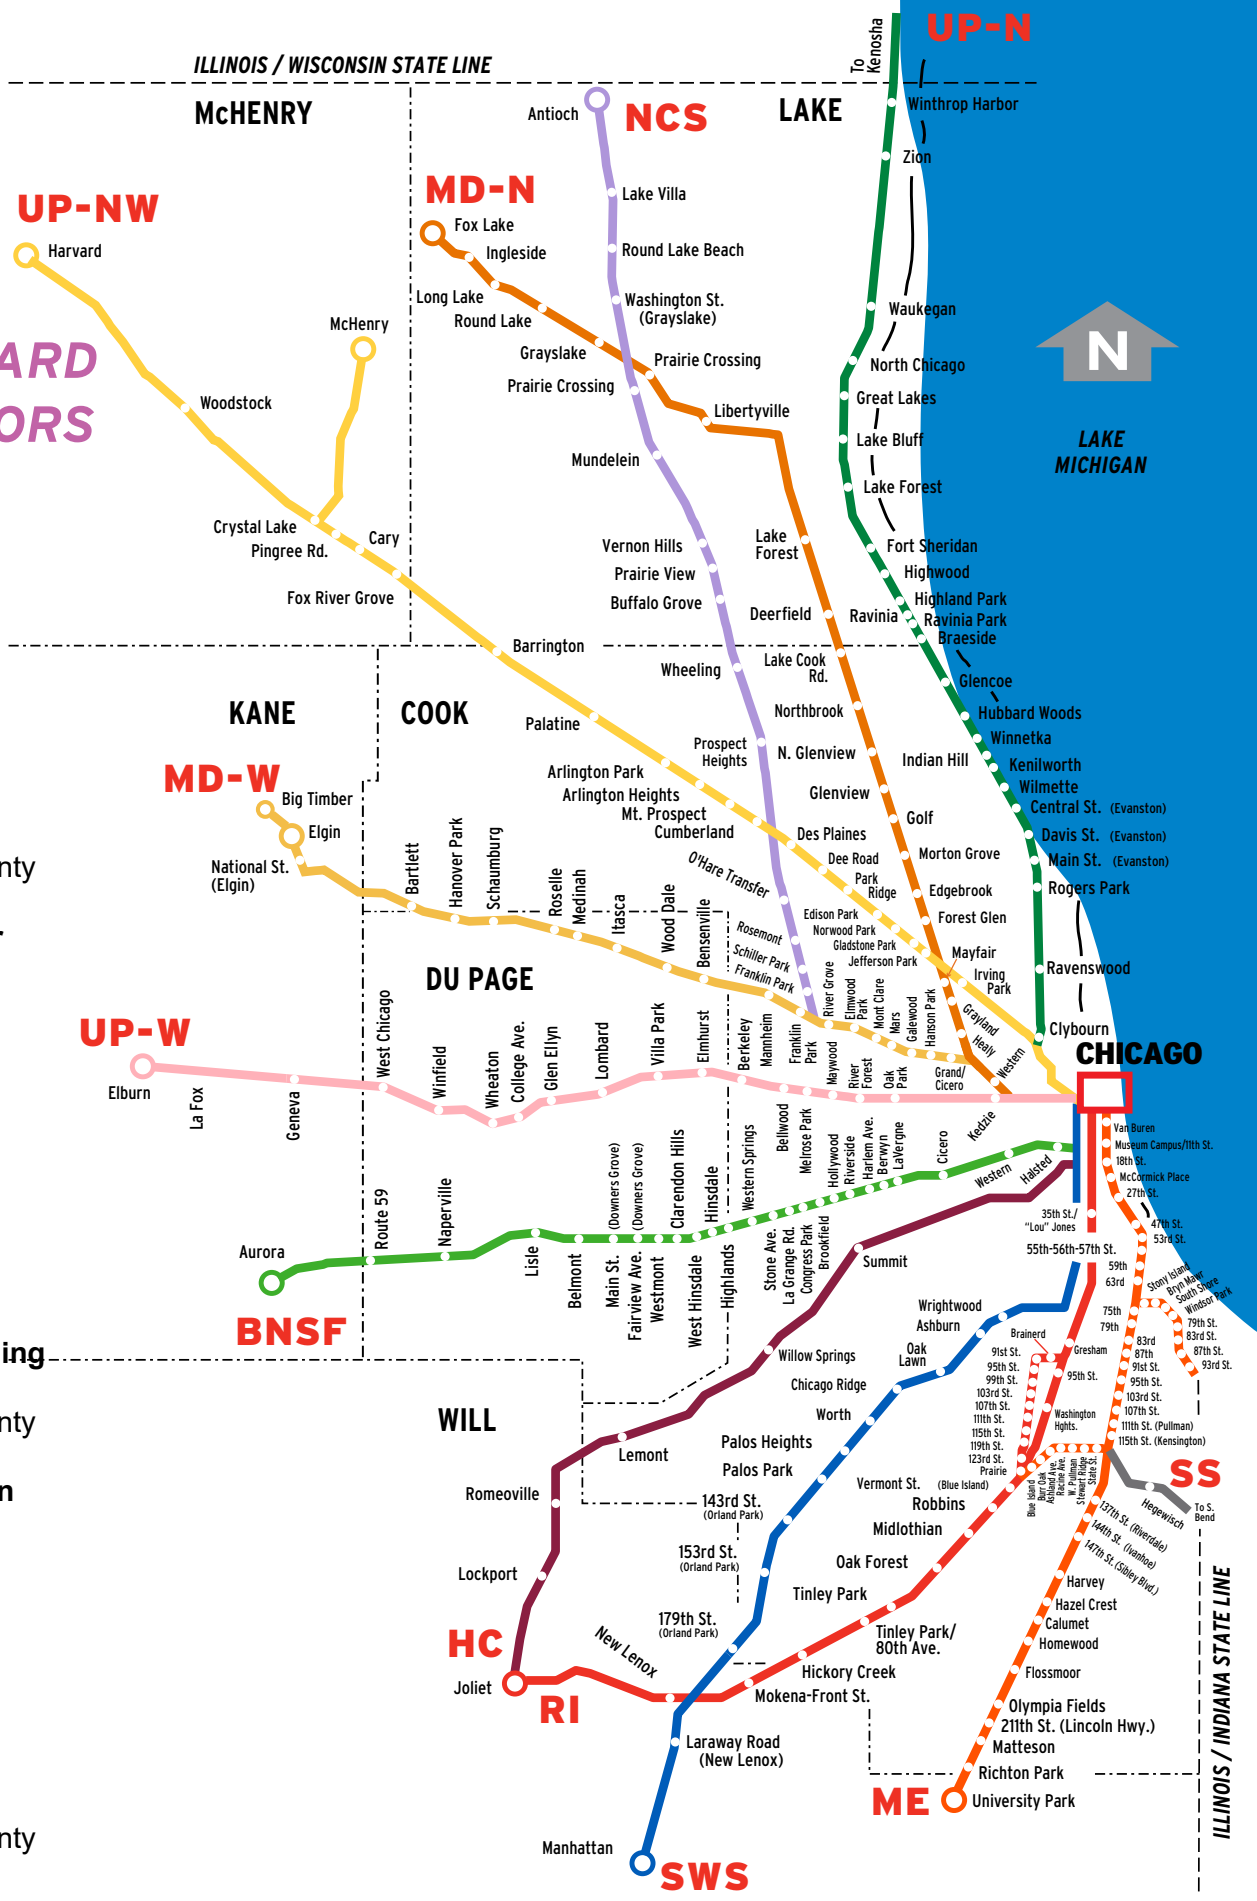 To
Kenosha
UP-N
ILLINOIS / WISCONSIN STATE LINE
McHENRY
LAKE
Antioch
NCS
Winthrop Harbor
Zion
UP-NW
MD-N
Lake Villa
Harvard
Fox Lake
Ingleside
Round Lake Beach
Long Lake
Round Lake
Washington St.
(Grayslake)
Waukegan
McHenry
Grayslake
Prairie Crossing
Prairie Crossing
North Chicago
N
ARD
ORS
Woodstock
Libertyville
Great Lakes
Lake Bluff
LAKE
MICHIGAN
Mundelein
Lake Forest
Crystal Lake
Pingree Rd.
Cary
Vernon Hills
Lake
Forest
Fort Sheridan
Prairie View
Highwood
Fox River Grove
Buffalo Grove
Deerfield
Ravinia
Highland Park
Ravinia Park
Braeside
Barrington
Wheeling
Lake Cook
Rd.
Glencoe
KANE
COOK
Palatine
Northbrook
Hubbard Woods
Winnetka
Prospect
Heights
N. Glenview
Indian Hill
Kenilworth
MD-W
Arlington Park
Arlington Heights
Mt. Prospect
Cumberland
Glenview
Wilmette
Central St. (Evanston)
Big Timber
Elgin
Golf
Des Plaines
Davis St. (Evanston)
National St.
(Elgin)
nty
Bartlett
Hanover Park
Schaumburg
Roselle
Medinah
Itasca
Wood Dale
Bensenville
O'Hare Transfer
Dee Road
Park
Ridge
Morton Grove
Main St. (Evanston)
Rogers Park
Edgebrook
Forest Glen
Edison Park
Norwood Park
Gladstone Park
Jefferson Park
Rosemont
Schiller Park
Franklin Park
Mayfair
Irving
Park
Ravenswood
r
DU PAGE
UP-W
West Chicago
Winfield
Wheaton
College Ave.
Glen Ellyn
Lombard
Villa Park
Elmhurst
Berkeley
Mannheim
Franklin
Park
River Grove
Elmwood
Park
Mont Clare
Mars
Galewood
Hanson Park
Grayland
Healy
Western
Grand/
Cicero
Clybourn
CHICAGO
Elburn
La Fox
Geneva
Bellwood
Melrose Park
Maywood
River
Forest
Oak
Park
Kedzie
Van Buren
Museum Campus/11th St.
18th St.
McCormick Place
27th St.
47th St.
53rd St.
Aurora
Route 59
Naperville
Lisle
Belmont
Main St.
(Downers Grove)
Fairview Ave.
(Downers Grove)
Westmont
Clarendon Hills
West Hinsdale
Hinsdale
Highlands
Western Springs
Stone Ave.
La Grange Rd.
Congress Park
Brookfield
Hollywood
Riverside
Harlem Ave.
Berwyn
LaVergne
Cicero
Western
Halsted
35th St./
"Lou" Jones
55th-56th-57th St.
59th
63rd
BNSF
Summit
Stony Island
Bryn Mawr
South Shore
Windsor Park
79th St.
83rd St.
87th St.
93rd St.
Wrightwood
Ashburn
Oak
Lawn
75th
79th
83rd
87th
91st St.
95th St.
103rd St.
107th St.
111th St. (Pullman)
115th St. (Kensington)
ing
Willow Springs
Chicago Ridge
Worth
Brainerd
Gresham
91st St.
95th St.
99th St.
103rd St.
107th St.
111th St.
115th St.
119th St.
123rd St.
Prairie
95th St.
Washington
Hghts.
nty
WILL
Lemont
Palos Heights
Palos Park
n
Romeoville
Vermont St. (Blue Island)
Blue Island
Burr Oak
Ashland Ave.
Racine Ave.
W. Pullman
Stewart Ridge
State St.
SS
Hegewisch
To S.
Bend
143rd St.
(Orland Park)
Robbins
Midlothian
137th St. (Riverdale)
144th St. (Ivanhoe)
147th St. (Sibley Blvd.)
153rd St.
(Orland Park)
Oak Forest
Lockport
Tinley Park
Harvey
Hazel Crest
Calumet
Homewood
179th St.
(Orland Park)
HC
New Lenox
Tinley Park/
80th Ave.
Hickory Creek
Mokena-Front St.
Flossmoor
Joliet
RI
Olympia Fields
211th St. (Lincoln Hwy.)
Matteson
Laraway Road
(New Lenox)
Richton Park
ME
University Park
ILLINOIS / INDIANA STATE LINE
nty
Manhattan
SWS